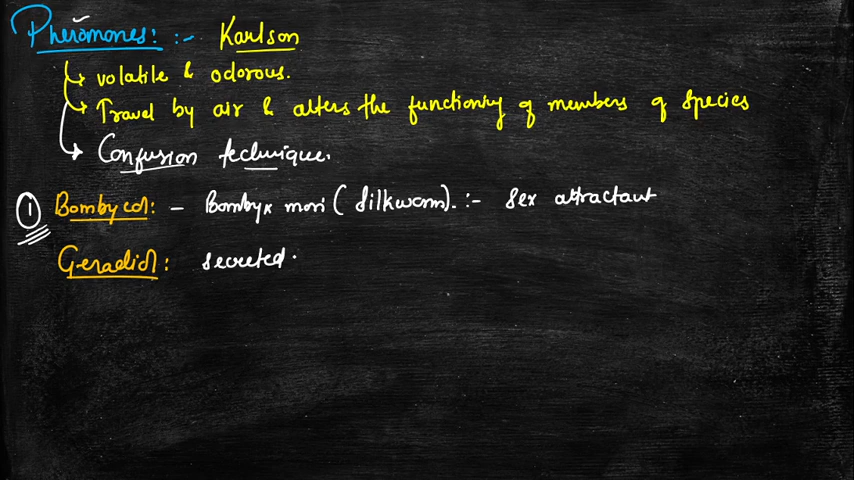 Pheromones: :- Karlson
volatile & odorous.
Travel by air & alters the functioning of members of species
Confusion technique.
① Bombycol: - Bombyx mori (Silkworm). :- Sex attractant
Geradiol: secreted.